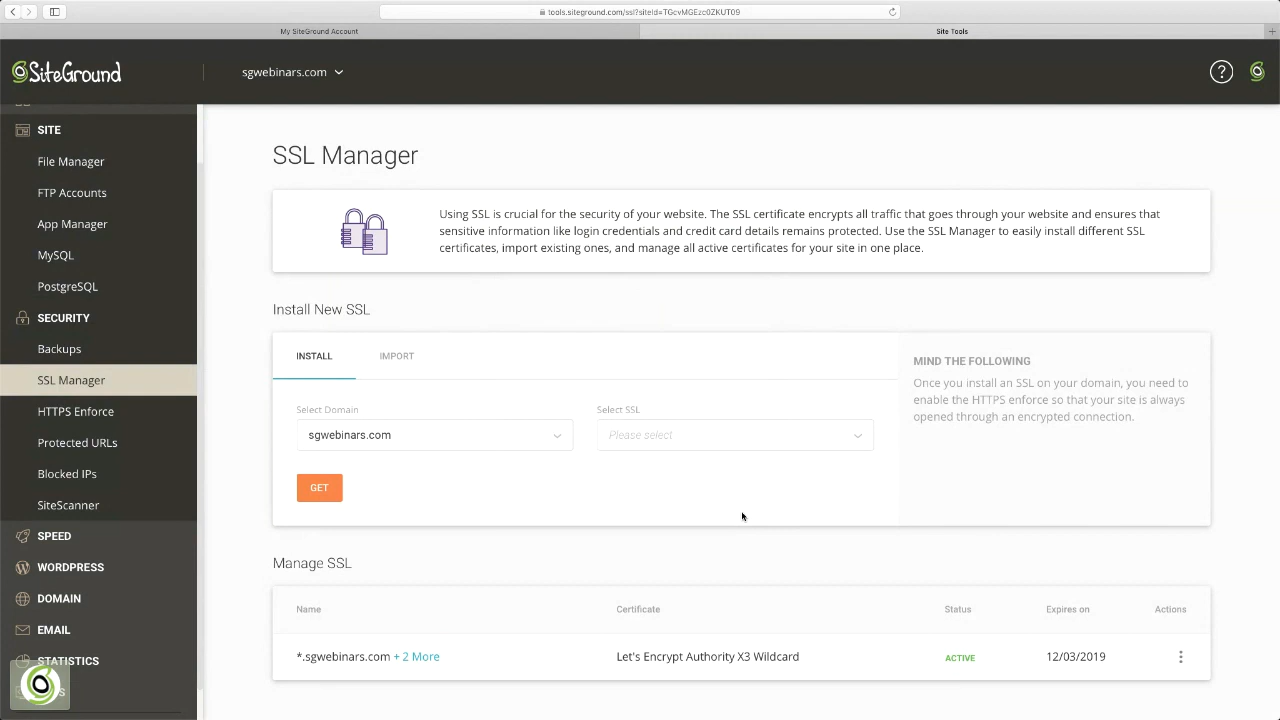 tools.siteground.com/ssl?siteId=TGcvMGEzc0ZKUT09
My SiteGround Account
Site Tools
SiteGround
sgwebinars.com
?
SITE
File Manager
FTP Accounts
App Manager
MySQL
PostgreSQL
SECURITY
Backups
SSL Manager
HTTPS Enforce
Protected URLs
Blocked IPs
SiteScanner
SPEED
WORDPRESS
DOMAIN
EMAIL
STATISTICS
SSL Manager
Using SSL is crucial for the security of your website. The SSL certificate encrypts all traffic that goes through your website and ensures that
sensitive information like login credentials and credit card details remains protected. Use the SSL Manager to easily install different SSL
certificates, import existing ones, and manage all active certificates for your site in one place.
Install New SSL
INSTALL IMPORT
Select Domain Select SSL
sgwebinars.com Please select
GET
MIND THE FOLLOWING
Once you install an SSL on your domain, you need to
enable the HTTPS enforce so that your site is always
opened through an encrypted connection.
Manage SSL
Name Certificate Status Expires on Actions
*.sgwebinars.com + 2 More Let's Encrypt Authority X3 Wildcard ACTIVE 12/03/2019